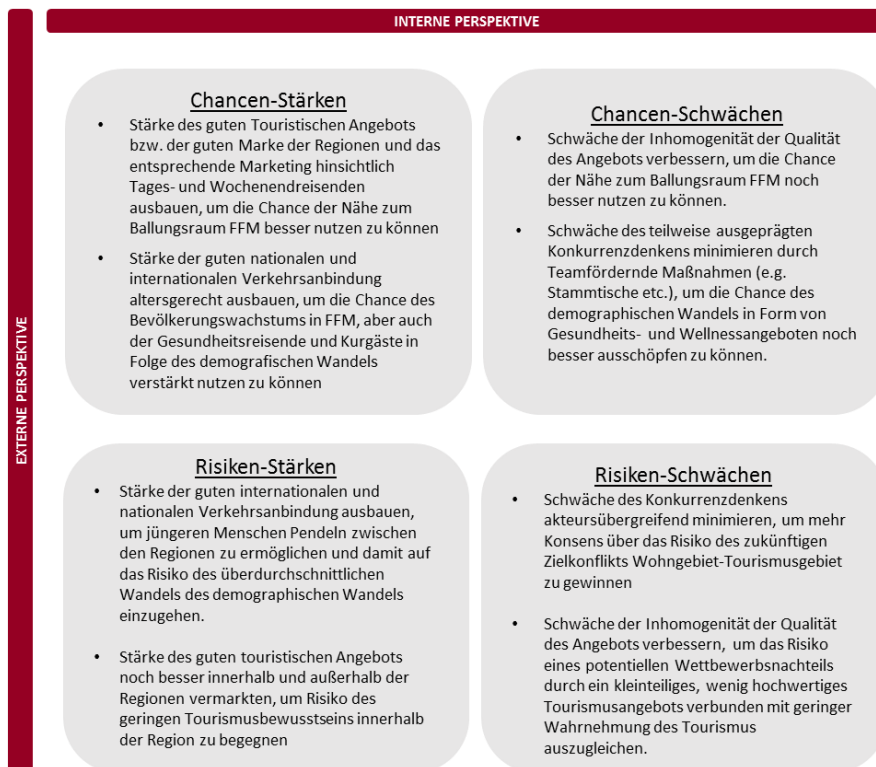 INTERNE PERSPEKTIVE
EXTERNE PERSPEKTIVE
Chancen-Stärken
• Stärke des guten Touristischen Angebots
bzw. der guten Marke der Regionen und das
entsprechende Marketing hinsichtlich
Tages- und Wochenendreisenden
ausbauen, um die Chance der Nähe zum
Ballungsraum FFM besser nutzen zu können
• Stärke der guten nationalen und
internationalen Verkehrsanbindung
altersgerecht ausbauen, um die Chance des
Bevölkerungswachstums in FFM, aber auch
der Gesundheitsreisende und Kurgäste in
Folge des demografischen Wandels
verstärkt nutzen zu können
Chancen-Schwächen
• Schwäche der Inhomogenität der Qualität
des Angebots verbessern, um die Chance
der Nähe zum Ballungsraum FFM noch
besser nutzen zu können.
• Schwäche des teilweise ausgeprägten
Konkurrenzdenkens minimieren durch
Teamfördernde Maßnahmen (e.g.
Stammtische etc.), um die Chance des
demographischen Wandels in Form von
Gesundheits- und Wellnessangeboten noch
besser ausschöpfen zu können.
Risiken-Stärken
• Stärke der guten internationalen und
nationalen Verkehrsanbindung ausbauen,
um jüngeren Menschen Pendeln zwischen
den Regionen zu ermöglichen und damit auf
das Risiko des überdurchschnittlichen
Wandels des demographischen Wandels
einzugehen.
• Stärke des guten touristischen Angebots
noch besser innerhalb und außerhalb der
Regionen vermarkten, um Risiko des
geringen Tourismusbewusstseins innerhalb
der Region zu begegnen
Risiken-Schwächen
• Schwäche des Konkurrenzdenkens
akteursübergreifend minimieren, um mehr
Konsens über das Risiko des zukünftigen
Zielkonflikts Wohngebiet-Tourismusgebiet
zu gewinnen
• Schwäche der Inhomogenität der Qualität
des Angebots verbessern, um das Risiko
eines potentiellen Wettbewerbsnachteils
durch ein kleinteiliges, wenig hochwertiges
Tourismusangebots verbunden mit geringer
Wahrnehmung des Tourismus
auszugleichen.